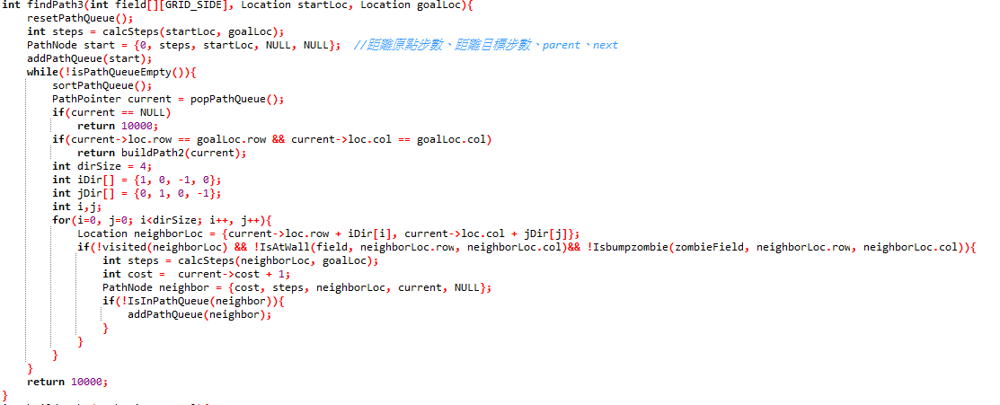 int findPath3(int field[][GRID_SIDE], Location startLoc, Location goalLoc){
resetPathQueue();
int steps = calcSteps(startLoc, goalLoc);
PathNode start = {0, steps, startLoc, NULL, NULL};  //距離原點步數、距離目標步數、parent、next
addPathQueue(start);
while(!isPathQueueEmpty()){
sortPathQueue();
PathPointer current = popPathQueue();
if(current == NULL)
return 10000;
if(current->loc.row == goalLoc.row && current->loc.col == goalLoc.col)
return buildPath2(current);
int dirSize = 4;
int iDir[] = {1, 0, -1, 0};
int jDir[] = {0, 1, 0, -1};
int i,j;
for(i=0, j=0; i<dirSize; i++, j++){
Location neighborLoc = {current->loc.row + iDir[i], current->loc.col + jDir[j]};
if(!visited(neighborLoc) && !IsAtWall(field, neighborLoc.row, neighborLoc.col)&& !Isbumpzombie(zombieField, neighborLoc.row, neighborLoc.col)){
int steps = calcSteps(neighborLoc, goalLoc);
int cost =  current->cost + 1;
PathNode neighbor = {cost, steps, neighborLoc, current, NULL};
if(!IsInPathQueue(neighbor)){
addPathQueue(neighbor);
}
}
}
}
return 10000;
}